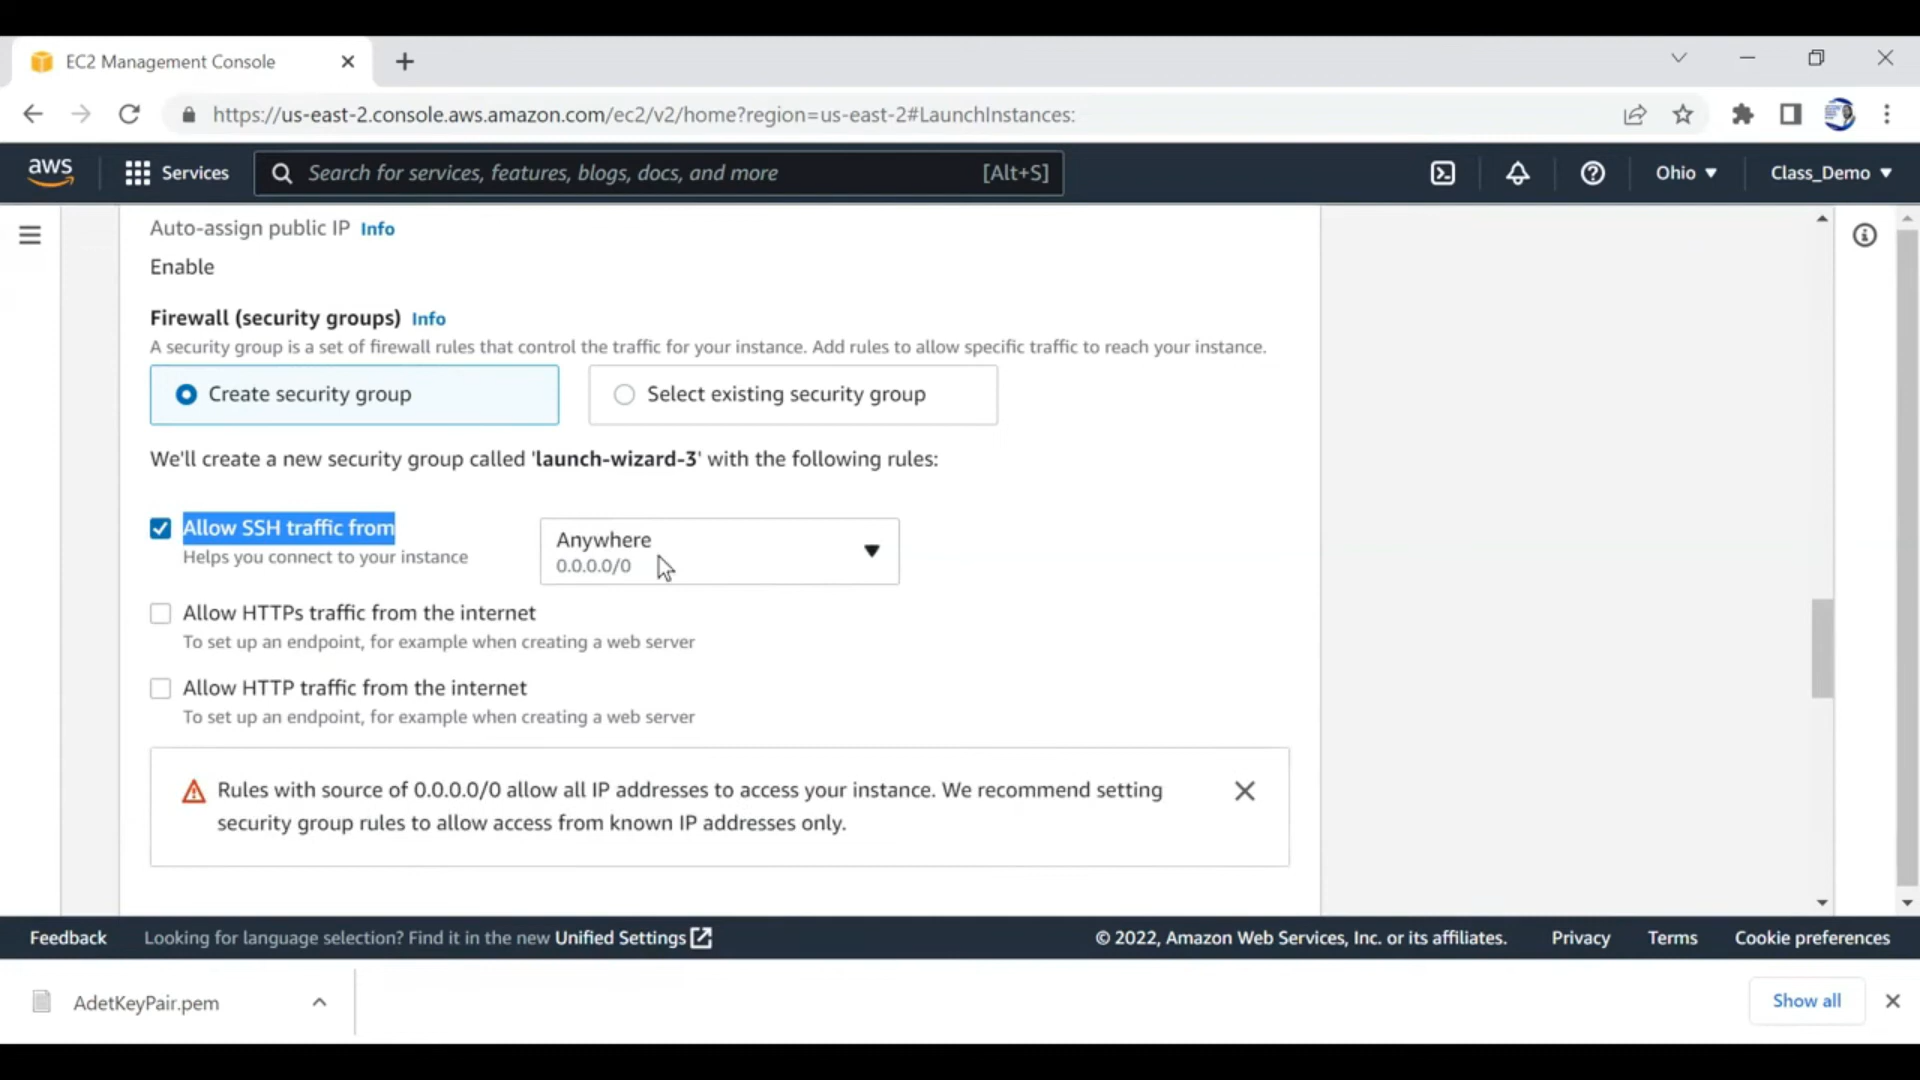 EC2 Management Console
https://us-east-2.console.aws.amazon.com/ec2/v2/home?region=us-east-2#LaunchInstances:
aws
Services
Search for services, features, blogs, docs, and more
[Alt+S]
Ohio
Class_Demo
Auto-assign public IP Info
Enable
Firewall (security groups) Info
A security group is a set of firewall rules that control the traffic for your instance. Add rules to allow specific traffic to reach your instance.
Create security group
Select existing security group
We'll create a new security group called 'launch-wizard-3' with the following rules:
Allow SSH traffic from
Helps you connect to your instance
Anywhere
0.0.0.0/0
Allow HTTPs traffic from the internet
To set up an endpoint, for example when creating a web server
Allow HTTP traffic from the internet
To set up an endpoint, for example when creating a web server
Rules with source of 0.0.0.0/0 allow all IP addresses to access your instance. We recommend setting
security group rules to allow access from known IP addresses only.
Feedback
Looking for language selection? Find it in the new Unified Settings
© 2022, Amazon Web Services, Inc. or its affiliates.
Privacy
Terms
Cookie preferences
AdetKeyPair.pem
Show all